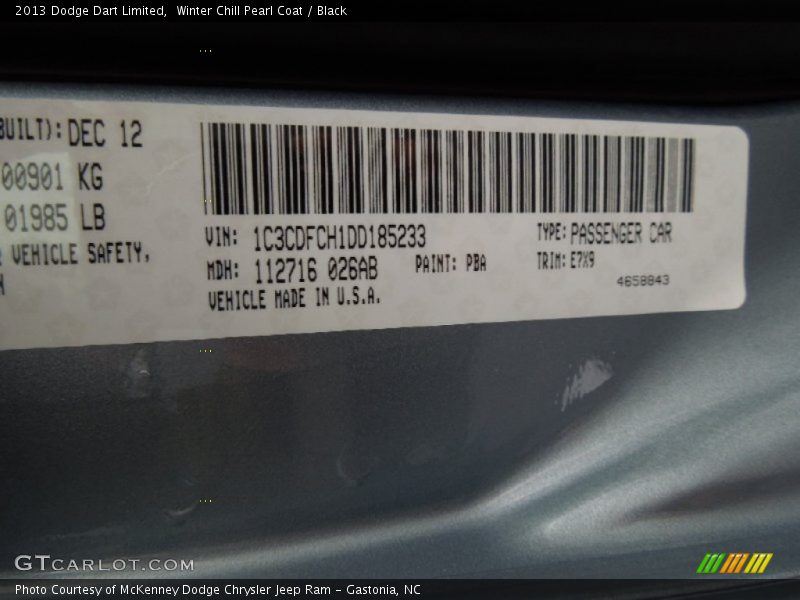 2013 Dodge Dart Limited,  Winter Chill Pearl Coat / Black
BUILT): DEC 12
00901 KG
01985 LB
VEHICLE SAFETY,
VIN: 1C3CDFCH1DD185233
TYPE: PASSENGER CAR
MDH: 112716 026AB
PAINT: PBA
TRIM: E7X9
VEHICLE MADE IN U.S.A.
4658843
GTCARLOT.COM
Photo Courtesy of McKenney Dodge Chrysler Jeep Ram - Gastonia, NC